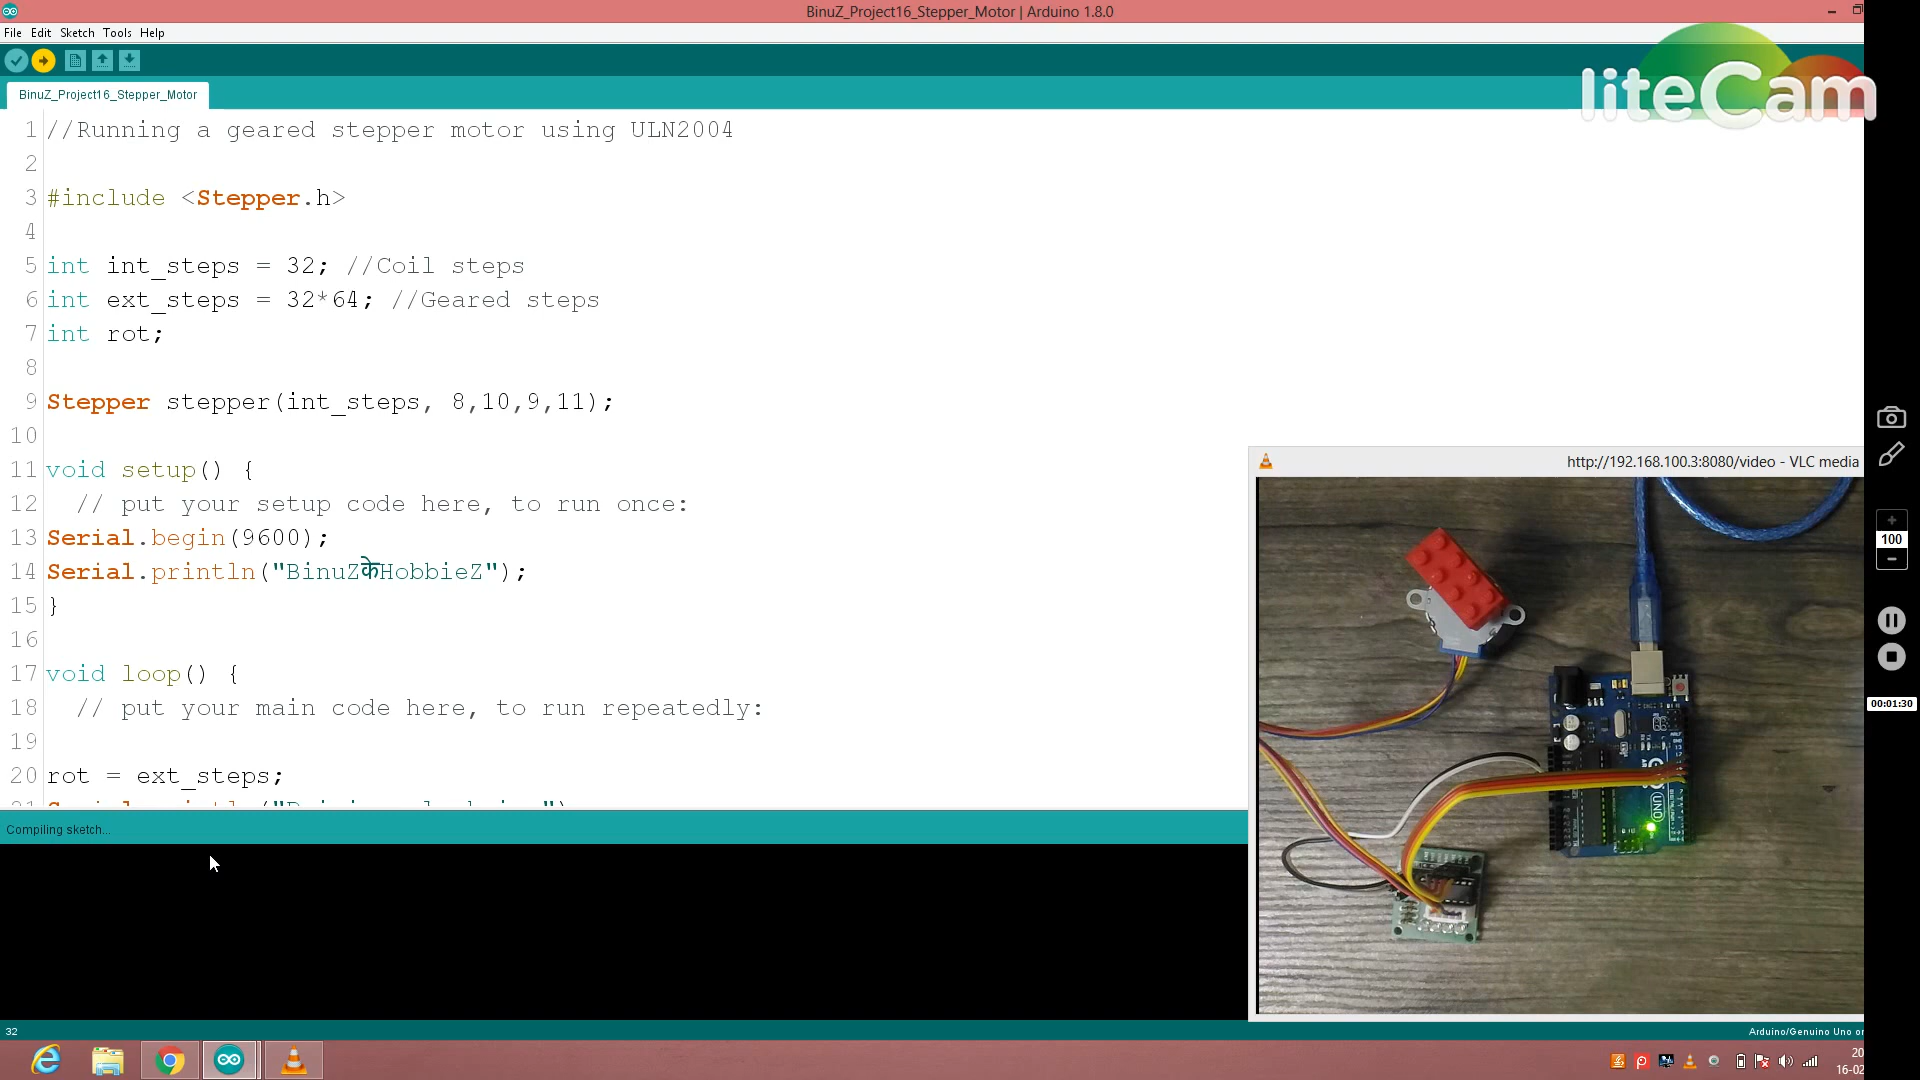 BinuZ_Project16_Stepper_Motor | Arduino 1.8.0
File Edit Sketch Tools Help
liteCam
BinuZ_Project16_Stepper_Motor
1 //Running a geared stepper motor using ULN2004
2
3 #include <Stepper.h>
4
5 int int_steps = 32; //Coil steps
6 int ext_steps = 32*64; //Geared steps
7 int rot;
8
9 Stepper stepper(int_steps, 8,10,9,11);
10
11 void setup() {
12 // put your setup code here, to run once:
13 Serial.begin(9600);
14 Serial.println("BinuZकेHobbieZ");
15 }
16
17 void loop() {
18 // put your main code here, to run repeatedly:
19
20 rot = ext_steps;
http://192.168.100.3:8080/video - VLC media
100
00:01:30
UNO
Compiling sketch...
32
Arduino/Genuino Uno or
20
16-02